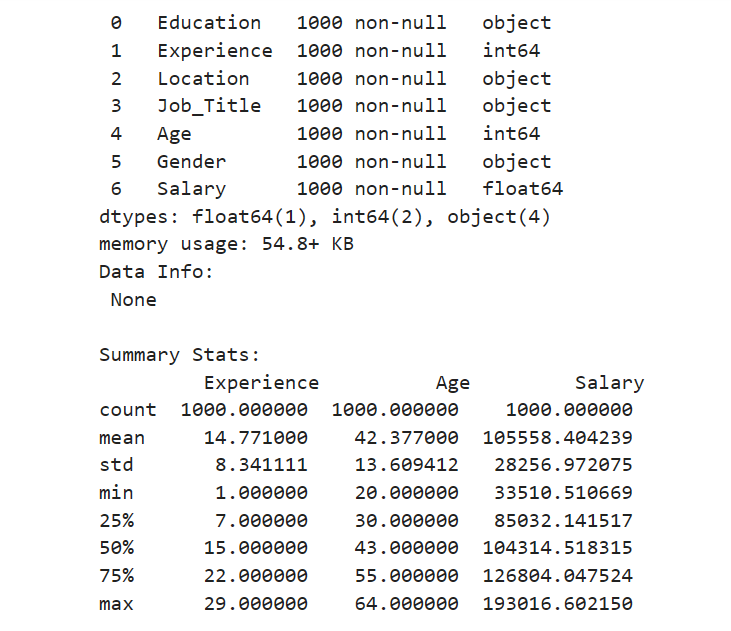 0   Education   1000 non-null   object
1   Experience  1000 non-null   int64
2   Location    1000 non-null   object
3   Job_Title   1000 non-null   object
4   Age         1000 non-null   int64
5   Gender      1000 non-null   object
6   Salary      1000 non-null   float64
dtypes: float64(1), int64(2), object(4)
memory usage: 54.8+ KB
Data Info:
 None
Summary Stats:
         Experience          Age         Salary
count  1000.000000  1000.000000    1000.000000
mean     14.771000    42.377000  105558.404239
std       8.341111    13.609412   28256.972075
min       1.000000    20.000000   33510.510669
25%       7.000000    30.000000   85032.141517
50%      15.000000    43.000000  104314.518315
75%      22.000000    55.000000  126804.047524
max      29.000000    64.000000  193016.602150